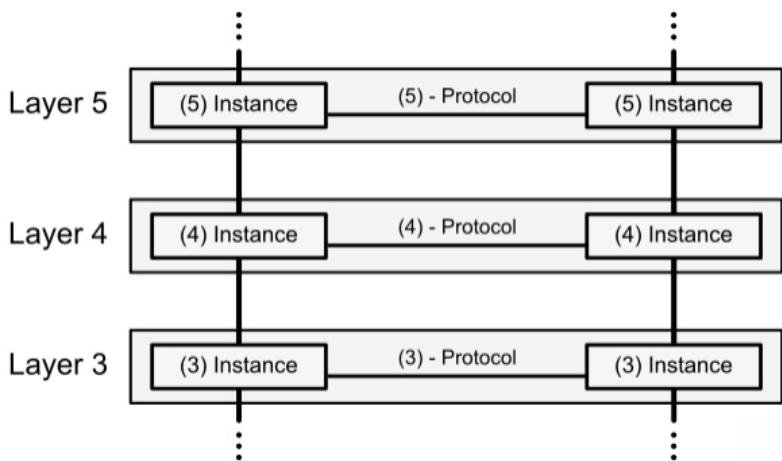 Layer 5
(5) Instance
(5) - Protocol
(5) Instance
Layer 4
(4) Instance
(4) - Protocol
(4) Instance
Layer 3
(3) Instance
(3) - Protocol
(3) Instance